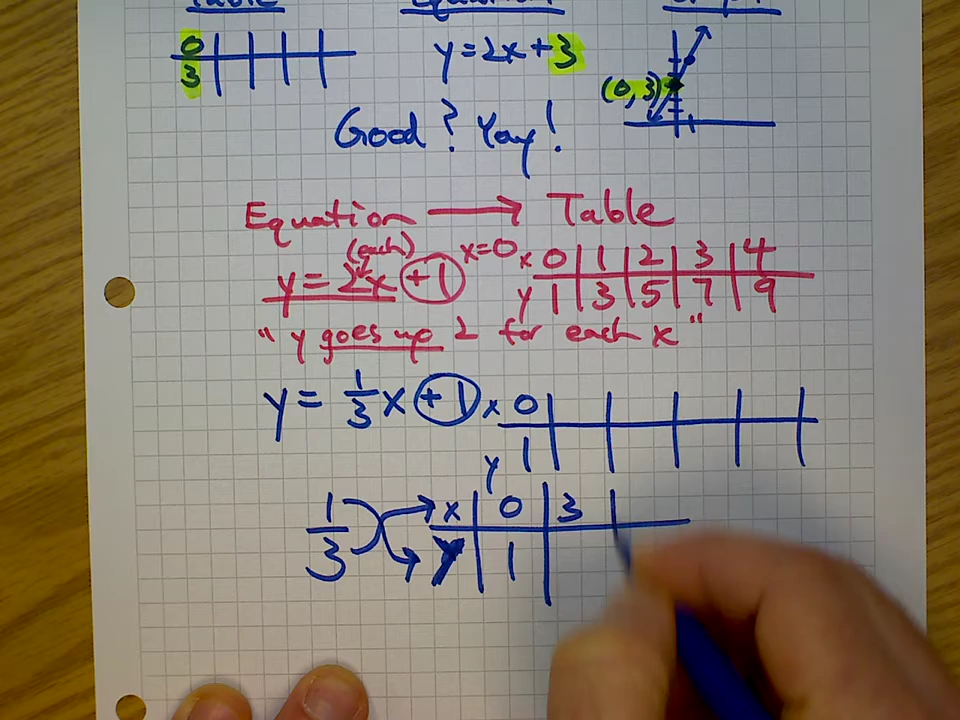 Table Equation
0 y=2x+3
3 (0,3)
Good? Yay!
Equation → Table
(each) x=0 x 0 1 2 3 4
y=2x+1 y 1 3 5 7 9
"y goes up 2 for each x"
y = 1/3 x +1 x 0
y 1
1/3 x 0 3
y 1